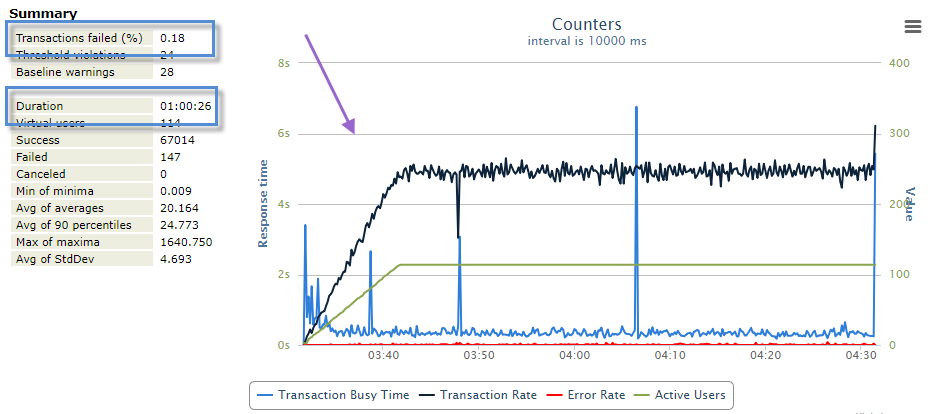 Summary
Transactions failed (%) 0.18
Threshold violations 24
Baseline warnings 28
Duration 01:00:26
Virtual users 114
Success 67014
Failed 147
Canceled 0
Min of minima 0.009
Avg of averages 20.164
Avg of 90 percentiles 24.773
Max of maxima 1640.750
Avg of StdDev 4.693
Counters
interval is 10000 ms
8s
6s
4s
2s
0s
Response time
400
300
200
100
0
Value
03:40 03:50 04:00 04:10 04:20 04:30
Transaction Busy Time Transaction Rate Error Rate Active Users